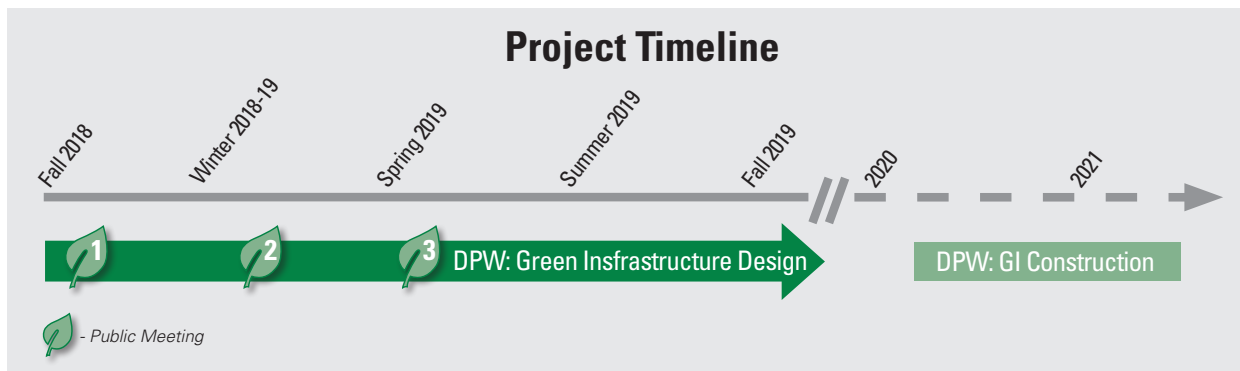 Project Timeline
Fall 2018
Winter 2018-19
Spring 2019
Summer 2019
Fall 2019
2020
2021
1
2
3
DPW: Green Insfrastructure Design
DPW: GI Construction
- Public Meeting